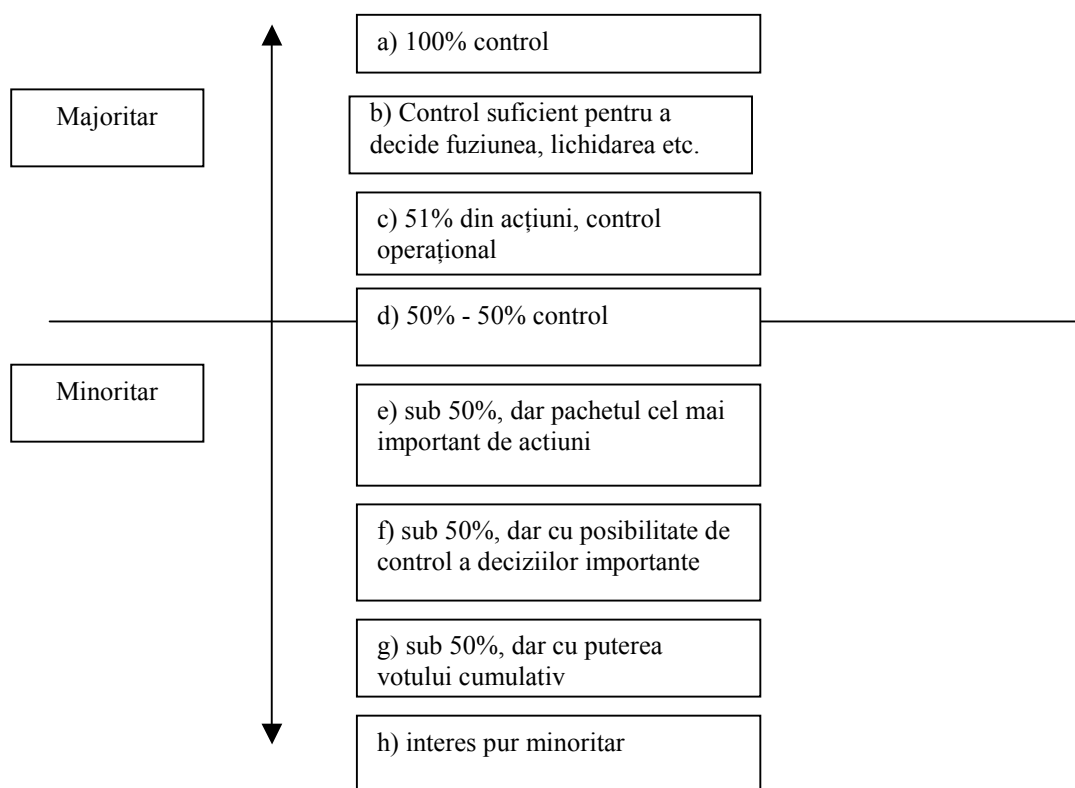 a) 100% control
Majoritar
b) Control suficient pentru a
decide fuziunea, lichidarea etc.
c) 51% din acțiuni, control
operațional
d) 50% - 50% control
Minoritar
e) sub 50%, dar pachetul cel mai
important de actiuni
f) sub 50%, dar cu posibilitate de
control a deciziilor importante
g) sub 50%, dar cu puterea
votului cumulativ
h) interes pur minoritar